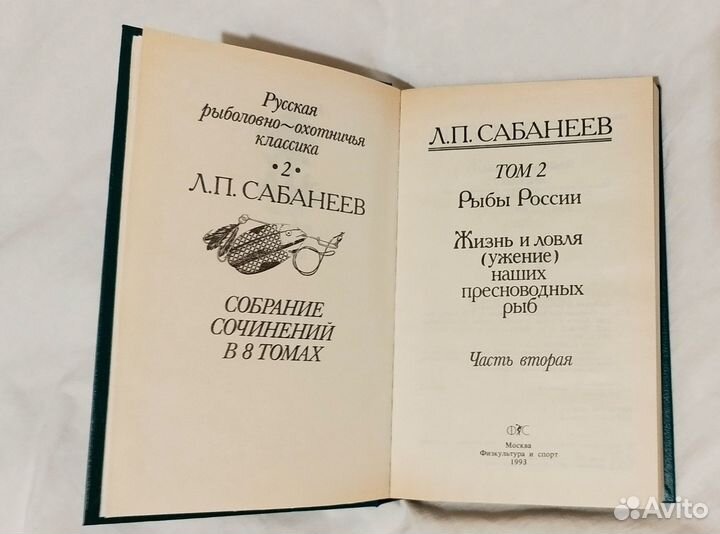 Русская
рыболовно~охотничья
классика
•2•
Л.П. САБАНЕЕВ
СОБРАНИЕ
СОЧИНЕНИЙ
В 8 ТОМАХ
Л.П. САБАНЕЕВ
ТОМ 2
Рыбы России
Жизнь и ловля
(ужение)
наших
пресноводных
рыб
Часть вторая
ФС
Москва
Физкультура и спорт
1993
Avito